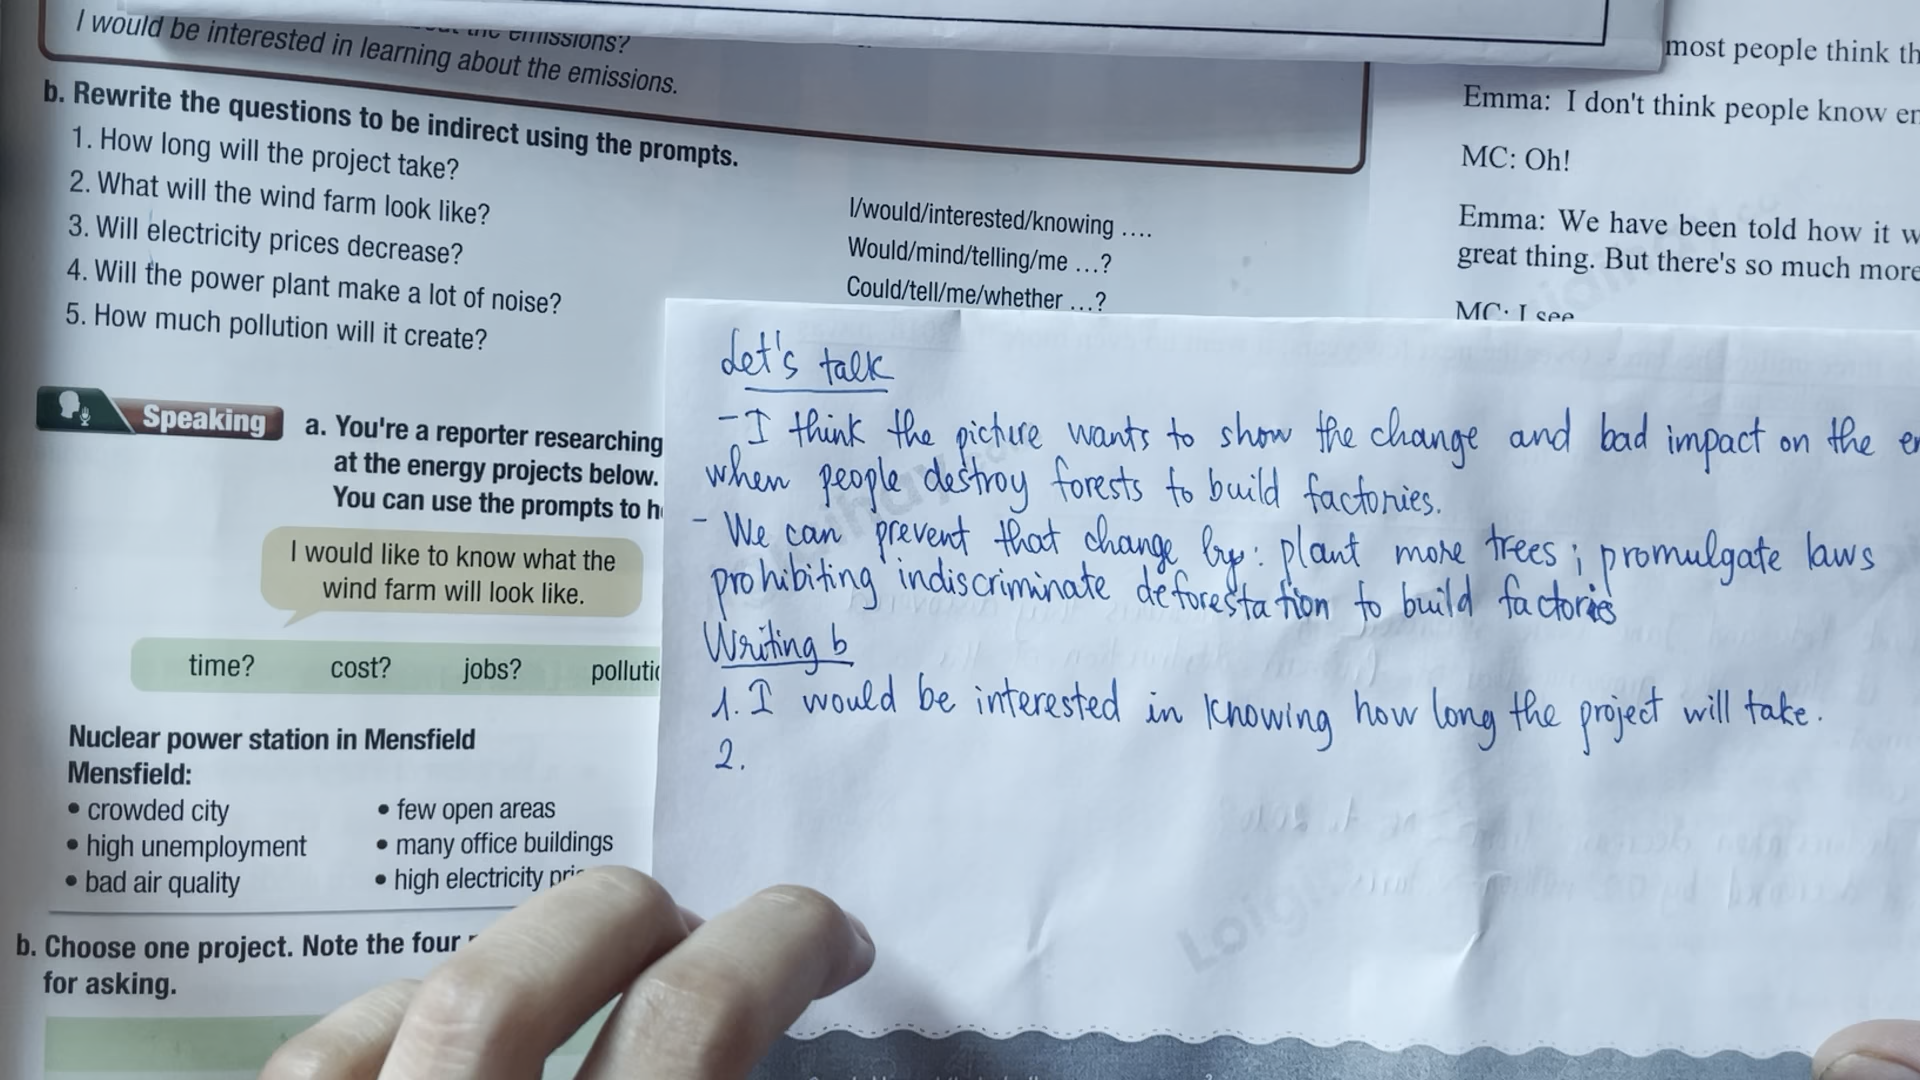 the emissions?
I would be interested in learning about the emissions.
b. Rewrite the questions to be indirect using the prompts.
1. How long will the project take?
2. What will the wind farm look like?
3. Will electricity prices decrease?
4. Will the power plant make a lot of noise?
5. How much pollution will it create?
I/would/interested/knowing ....
Would/mind/telling/me ...?
Could/tell/me/whether ...?
Speaking
a. You're a reporter researching
at the energy projects below.
You can use the prompts to
I would like to know what the
wind farm will look like.
time? cost? jobs?
Nuclear power station in Mensfield
Mensfield:
• crowded city
• high unemployment
• bad air quality
• few open areas
• many office buildings
• high electricity
b. Choose one project. Note the four
for asking.
most people think
Emma: I don't think people know
MC: Oh!
Emma: We have been told how it
great thing. But there's so much more
MC: I see
Let's talk
- I think the picture wants to show the change and bad impact on the
when people destroy forests to build factories.
- We can prevent that change by: plant more trees; promulgate laws
prohibiting indiscriminate deforestation to build factories
Writing b
1. I would be interested in knowing how long the project will take.
2.